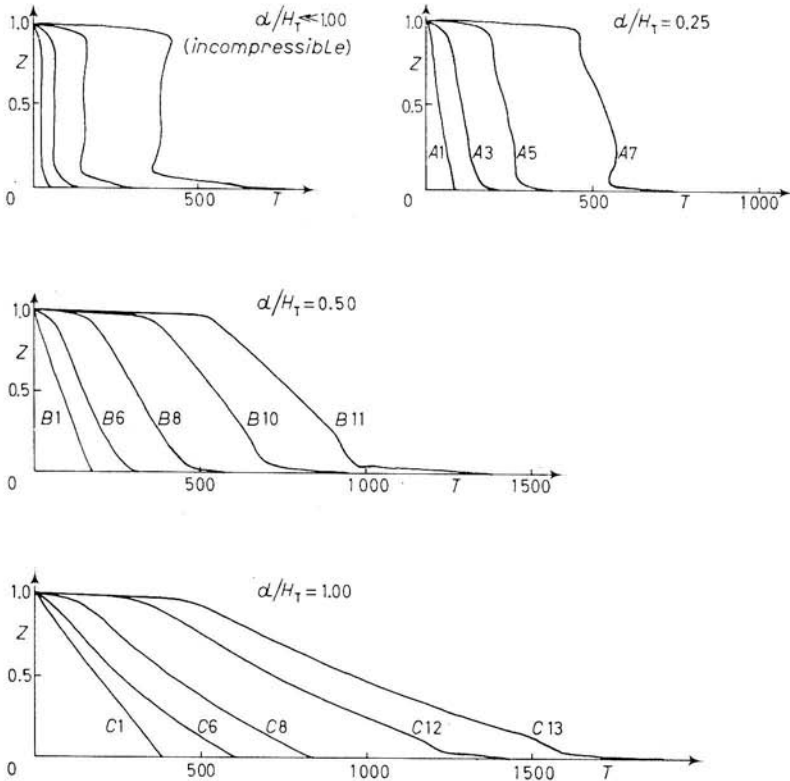 d/H_T ≪ 1.00
(incompressible)
1.0
Z
0.5
0
500
T
d/H_T = 0.25
1.0
Z
0.5
A1
A3
A5
A7
0
500
T
1000
d/H_T = 0.50
1.0
Z
0.5
B1
B6
B8
B10
B11
0
500
1000
T
1500
d/H_T = 1.00
1.0
Z
0.5
C1
C6
C8
C12
C13
0
500
1000
1500
T